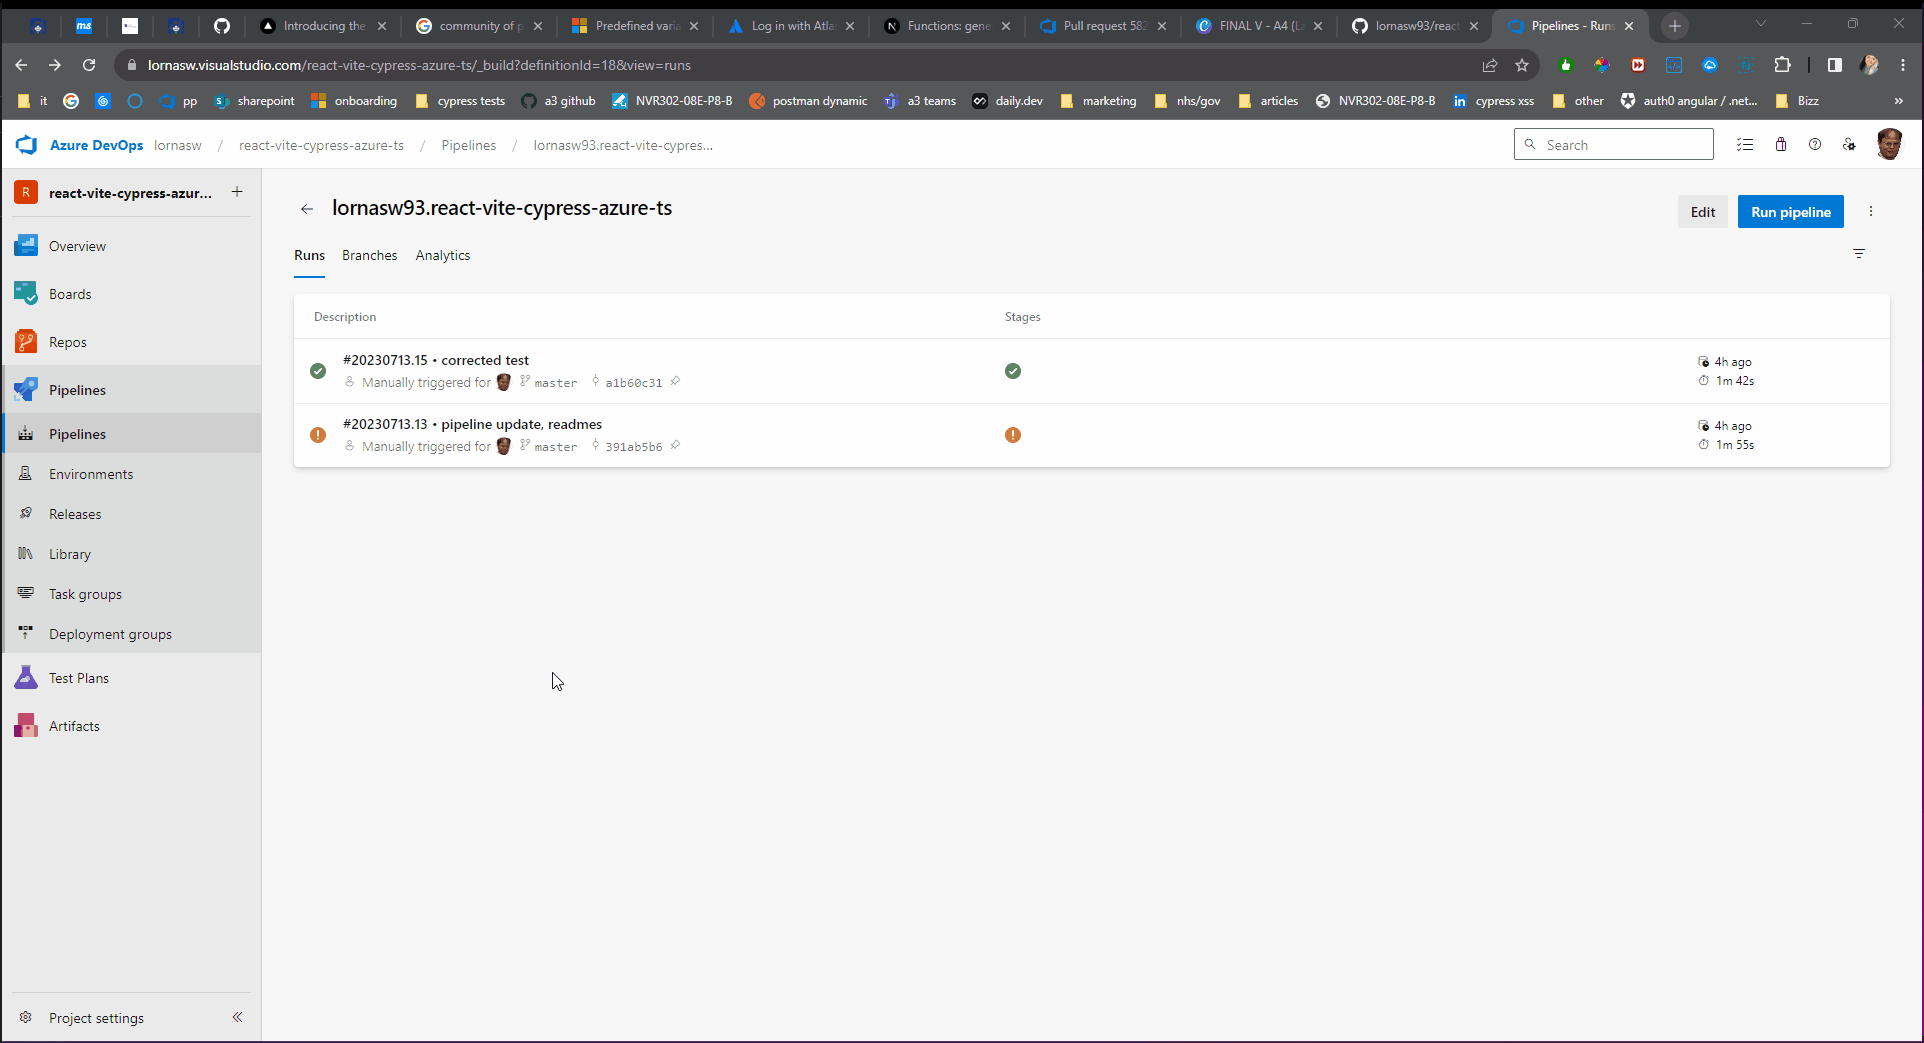 ms
Introducing the
community of p
Predefined varia
Log in with Atlas
N
Functions: gene
Pull request 582
FINAL V - A4 (La
lornasw93/react
Pipelines - Runs
lornasw.visualstudio.com/react-vite-cypress-azure-ts/_build?definitionId=18&view=runs
it
pp
sharepoint
onboarding
cypress tests
a3 github
NVR302-08E-P8-B
postman dynamic
a3 teams
daily.dev
marketing
nhs/gov
articles
NVR302-08E-P8-B
in
cypress xss
other
auth0 angular / .net...
Bizz
»
Azure DevOps
lornasw / react-vite-cypress-azure-ts / Pipelines / lornasw93.react-vite-cypres...
Search
R
react-vite-cypress-azur...
Overview
Boards
Repos
Pipelines
Pipelines
Environments
Releases
Library
Task groups
Deployment groups
Test Plans
Artifacts
Project settings
lornasw93.react-vite-cypress-azure-ts
Edit
Run pipeline
Runs
Branches
Analytics
Description
Stages
#20230713.15 • corrected test
Manually triggered for master a1b60c31
4h ago
1m 42s
#20230713.13 • pipeline update, readmes
Manually triggered for master 391ab5b6
4h ago
1m 55s